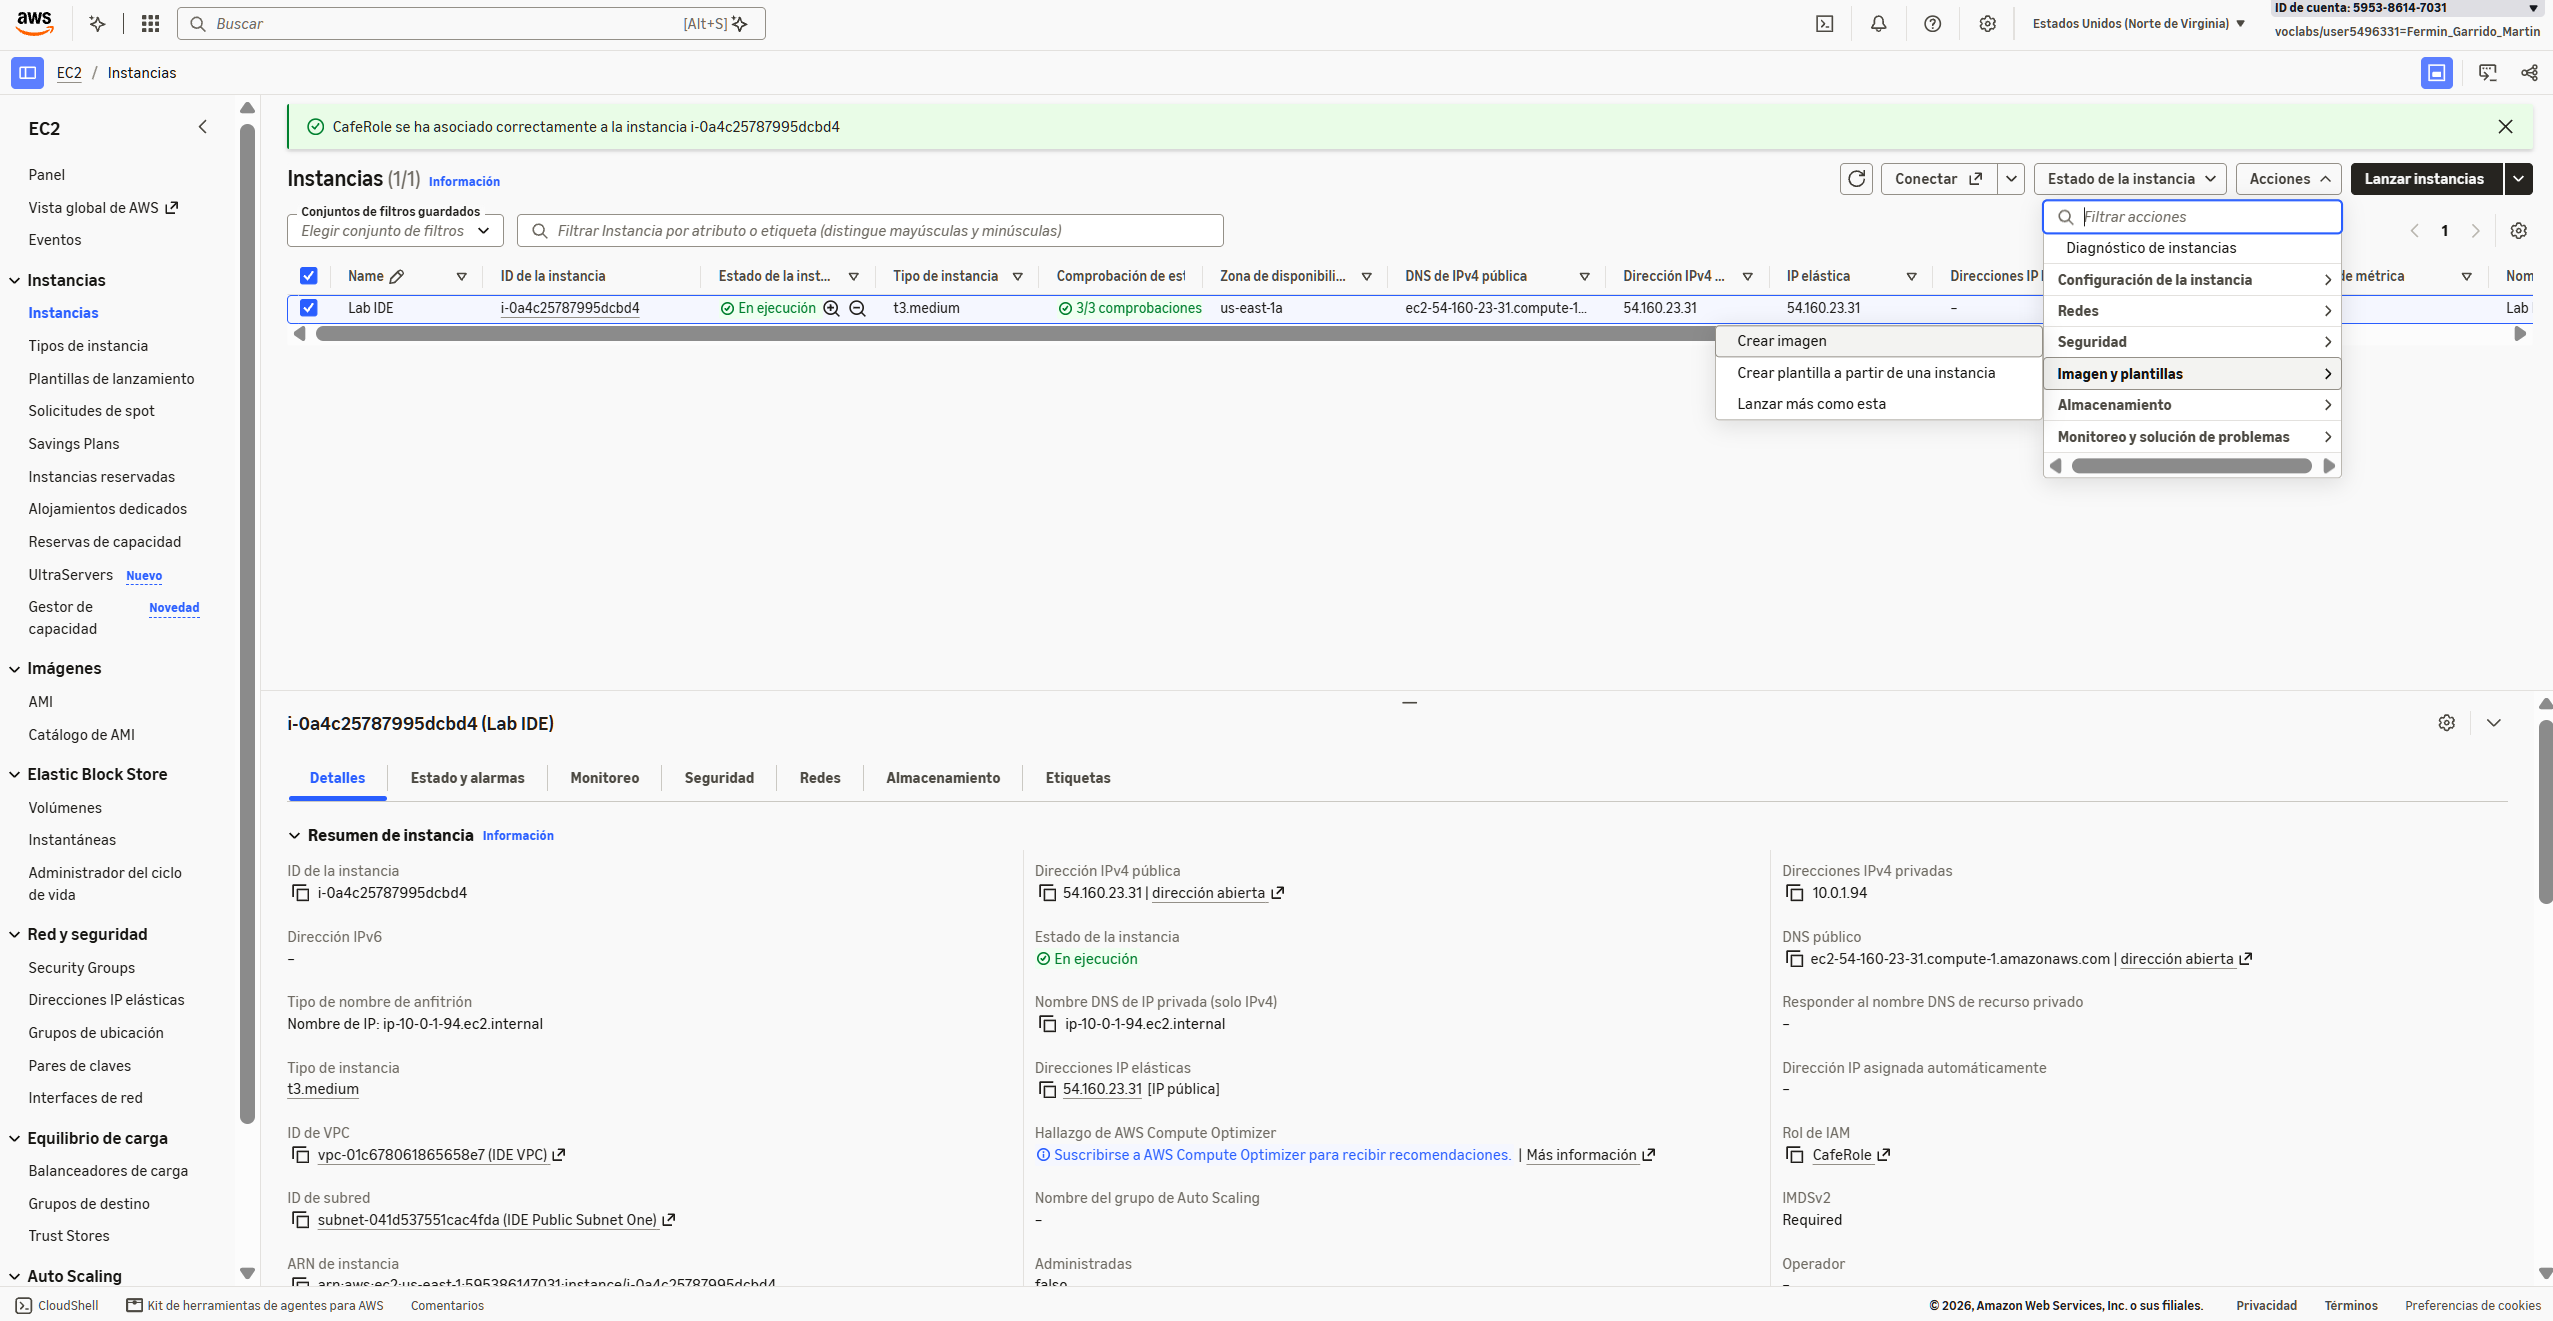 aws
Buscar
[Alt+S]
Estados Unidos (Norte de Virginia)
ID de cuenta: 5953-8614-7031
voclabs/user5496331=Fermin_Garrido_Martin
EC2 / Instancias
EC2
Panel
Vista global de AWS
Eventos
Instancias
Instancias
Tipos de instancia
Plantillas de lanzamiento
Solicitudes de spot
Savings Plans
Instancias reservadas
Alojamientos dedicados
Reservas de capacidad
UltraServers Nuevo
Gestor de capacidad Novedad
Imágenes
AMI
Catálogo de AMI
Elastic Block Store
Volúmenes
Instantáneas
Administrador del ciclo
de vida
Red y seguridad
Security Groups
Direcciones IP elásticas
Grupos de ubicación
Pares de claves
Interfaces de red
Equilibrio de carga
Balanceadores de carga
Grupos de destino
Trust Stores
Auto Scaling
CafeRole se ha asociado correctamente a la instancia i-0a4c25787995dcbd4
Instancias (1/1) Información
Conectar
Estado de la instancia
Acciones
Lanzar instancias
Conjuntos de filtros guardados
Elegir conjunto de filtros
Filtrar Instancia por atributo o etiqueta (distingue mayúsculas y minúsculas)
1
Name ID de la instancia Estado de la inst... Tipo de instancia Comprobación de est Zona de disponibili... DNS de IPv4 pública Dirección IPv4 ... IP elástica Direcciones IP de métrica Nom
Lab IDE i-0a4c25787995dcbd4 En ejecución t3.medium 3/3 comprobaciones us-east-1a ec2-54-160-23-31.compute-1... 54.160.23.31 54.160.23.31 – Lab
Filtrar acciones
Diagnóstico de instancias
Configuración de la instancia
Redes
Seguridad
Imagen y plantillas
Almacenamiento
Monitoreo y solución de problemas
Crear imagen
Crear plantilla a partir de una instancia
Lanzar más como esta
i-0a4c25787995dcbd4 (Lab IDE)
Detalles Estado y alarmas Monitoreo Seguridad Redes Almacenamiento Etiquetas
Resumen de instancia Información
ID de la instancia
i-0a4c25787995dcbd4
Dirección IPv4 pública
54.160.23.31 | dirección abierta
Direcciones IPv4 privadas
10.0.1.94
Dirección IPv6
–
Estado de la instancia
En ejecución
DNS público
ec2-54-160-23-31.compute-1.amazonaws.com | dirección abierta
Tipo de nombre de anfitrión
Nombre de IP: ip-10-0-1-94.ec2.internal
Nombre DNS de IP privada (solo IPv4)
ip-10-0-1-94.ec2.internal
Responder al nombre DNS de recurso privado
–
Tipo de instancia
t3.medium
Direcciones IP elásticas
54.160.23.31 [IP pública]
Dirección IP asignada automáticamente
–
ID de VPC
vpc-01c678061865658e7 (IDE VPC)
Hallazgo de AWS Compute Optimizer
Suscribirse a AWS Compute Optimizer para recibir recomendaciones. | Más información
Rol de IAM
CafeRole
ID de subred
subnet-041d537551cac4fda (IDE Public Subnet One)
Nombre del grupo de Auto Scaling
–
IMDSv2
Required
ARN de instancia
arn:aws:ec2:us-east-1:595386147031:instance/i-0a4c25787995dcbd4
Administradas
false
Operador
–
CloudShell
Kit de herramientas de agentes para AWS
Comentarios
© 2026, Amazon Web Services, Inc. o sus filiales.
Privacidad
Términos
Preferencias de cookies